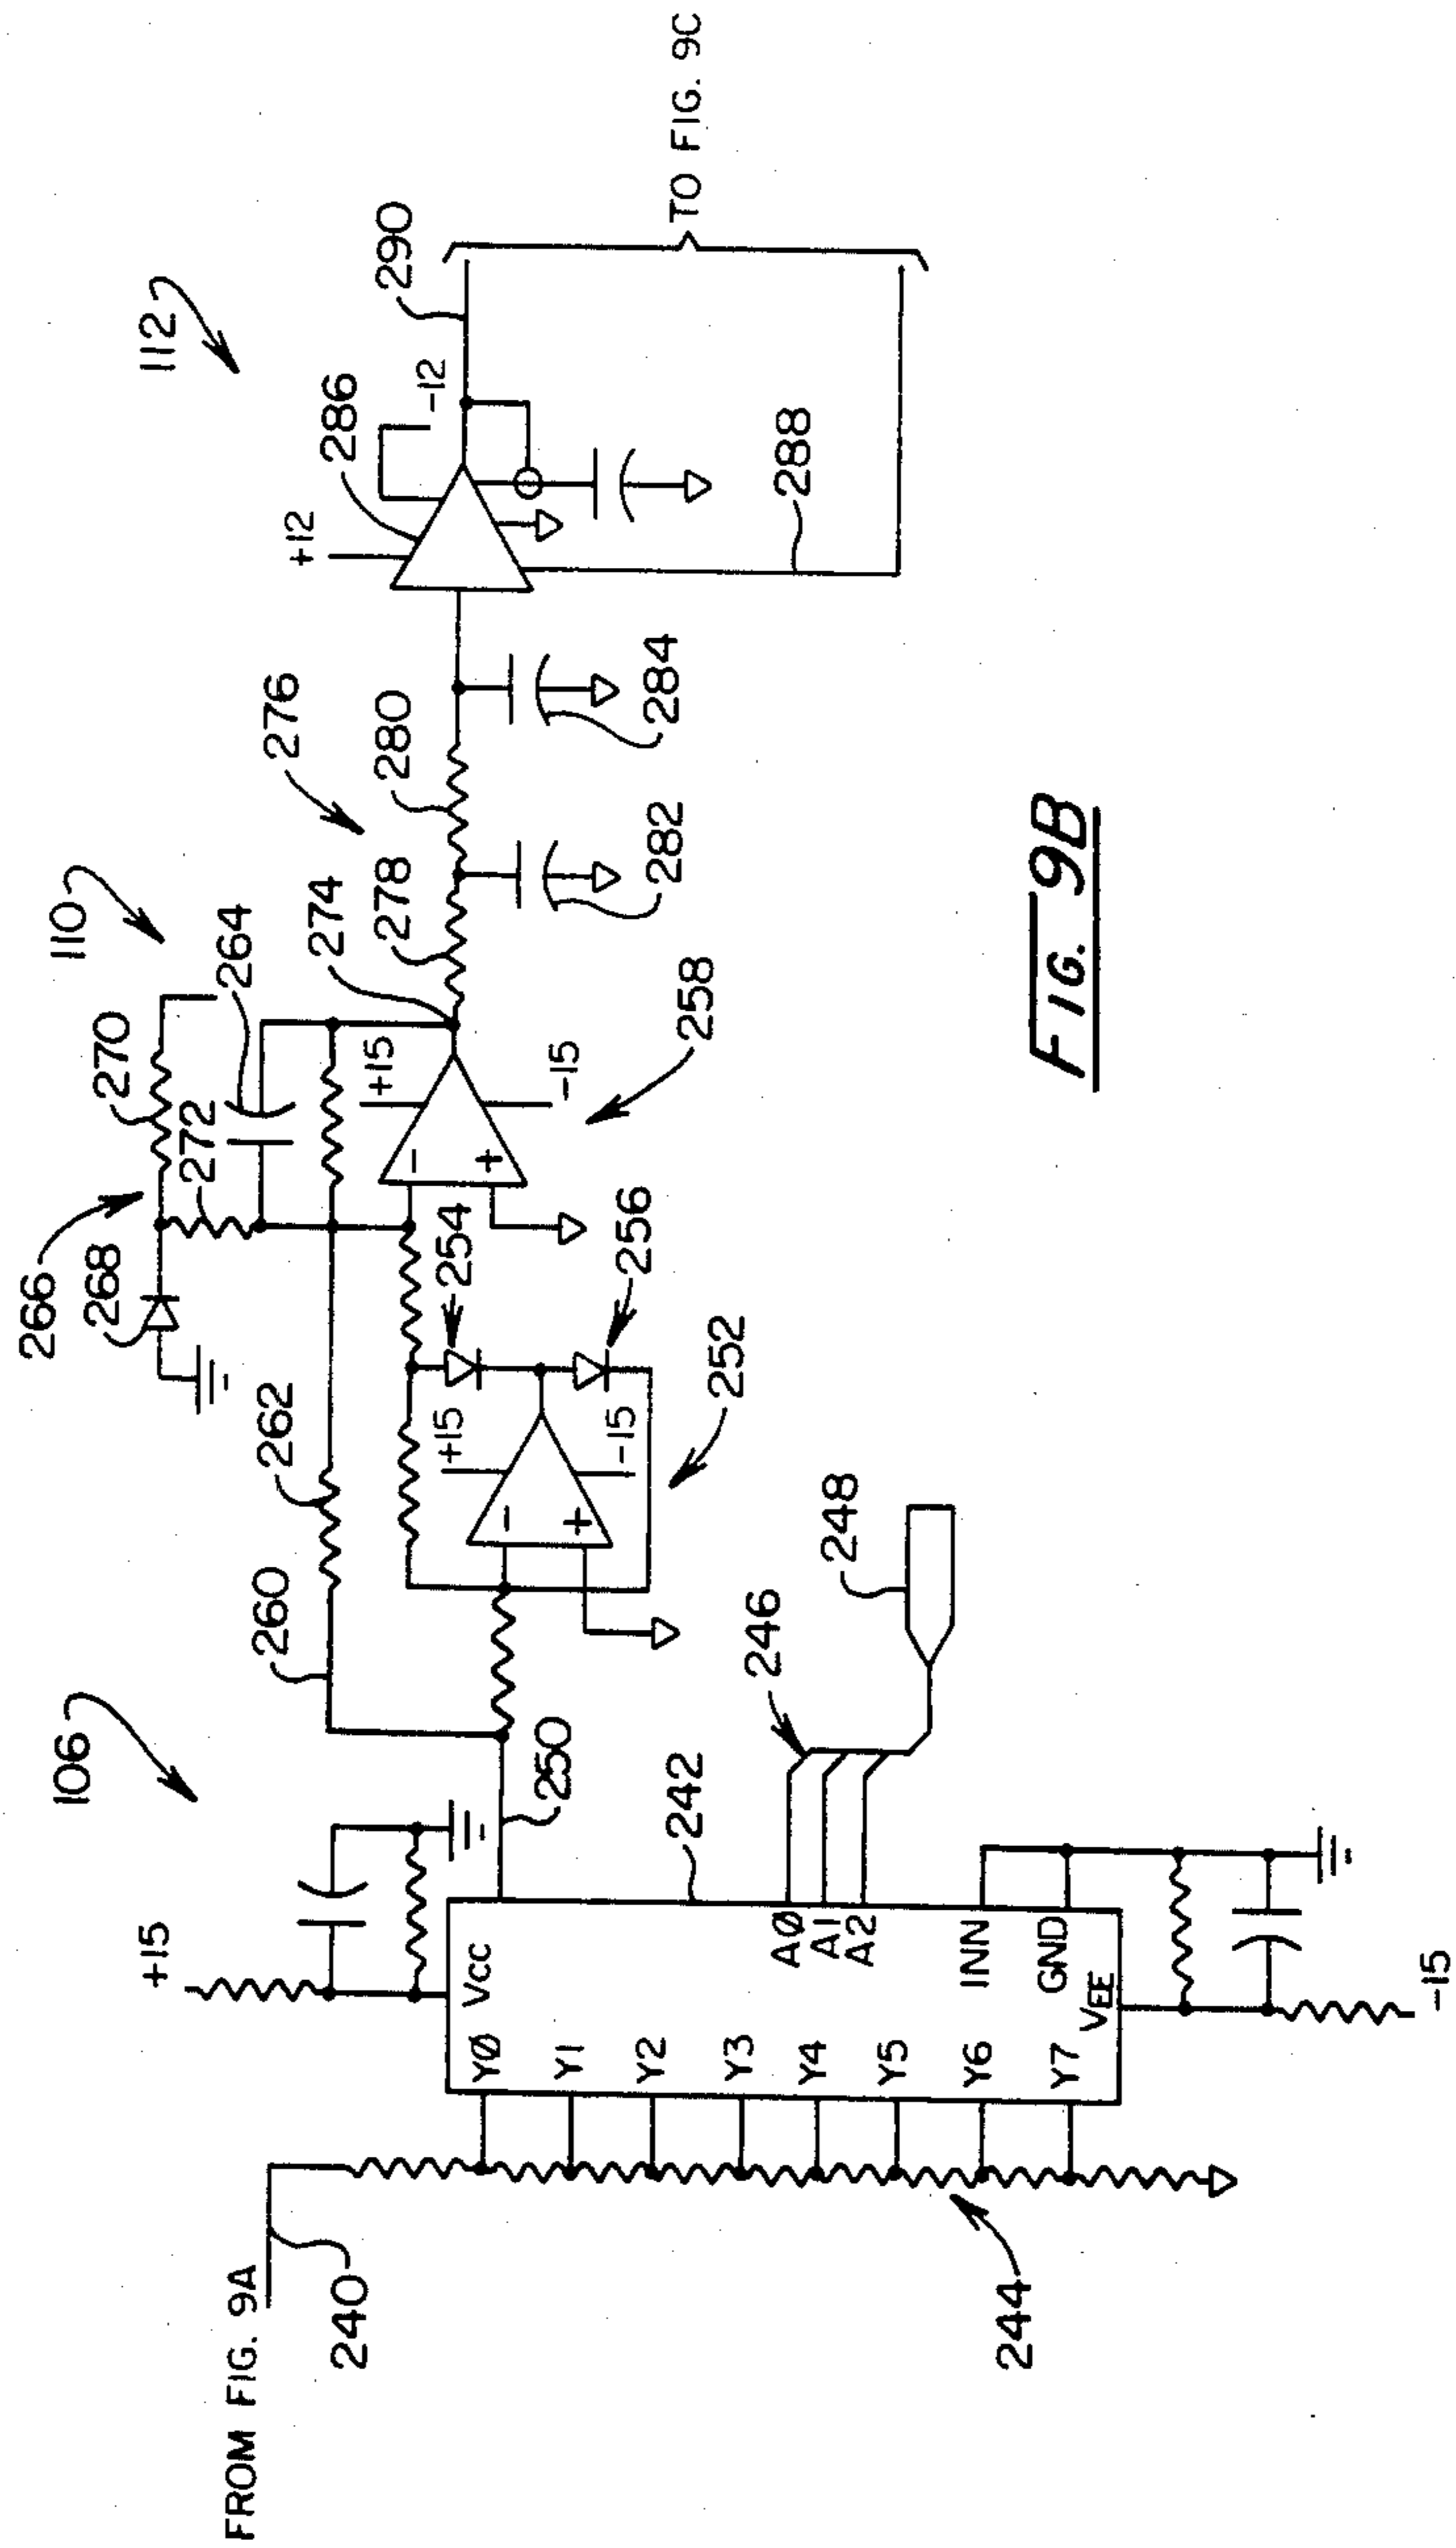 FROM FIG. 9A
240
244
106
+15
VCC
YØ
Y1
Y2
Y3
Y4
Y5
Y6
Y7
AØ
A1
A2
INN
GND
VEE
-15
242
250
246
248
260
262
252
+15
-15
254
256
266
268
270
272
264
110
258
+15
-15
274
276
278
280
282
284
112
286
+12
-12
288
290
TO FIG. 9C
FIG. 9B